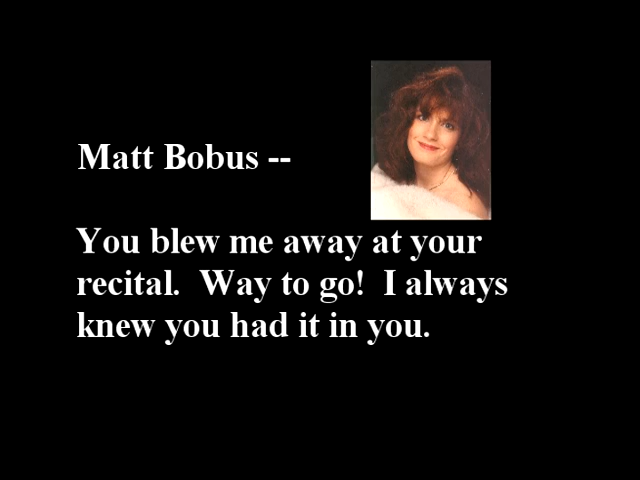 Matt Bobus --
You blew me away at your
recital.  Way to go!  I always
knew you had it in you.